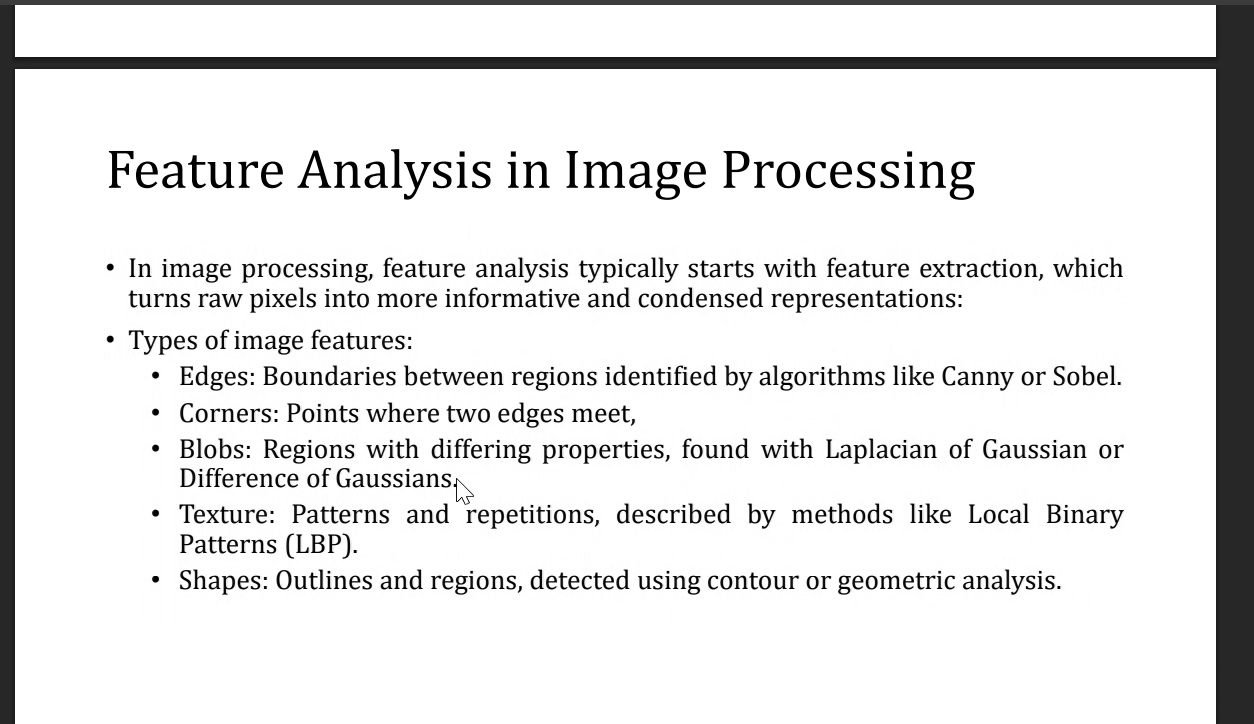 Feature Analysis in Image Processing
• In image processing, feature analysis typically starts with feature extraction, which
turns raw pixels into more informative and condensed representations:
• Types of image features:
• Edges: Boundaries between regions identified by algorithms like Canny or Sobel.
• Corners: Points where two edges meet,
• Blobs: Regions with differing properties, found with Laplacian of Gaussian or
Difference of Gaussians.
• Texture: Patterns and repetitions, described by methods like Local Binary
Patterns (LBP).
• Shapes: Outlines and regions, detected using contour or geometric analysis.